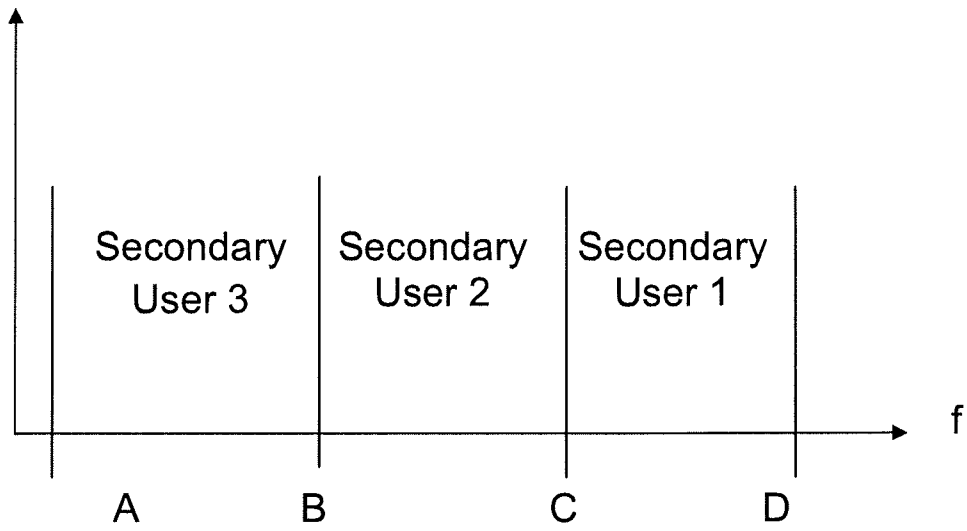 Secondary
User 3
Secondary
User 2
Secondary
User 1
f
A
B
C
D